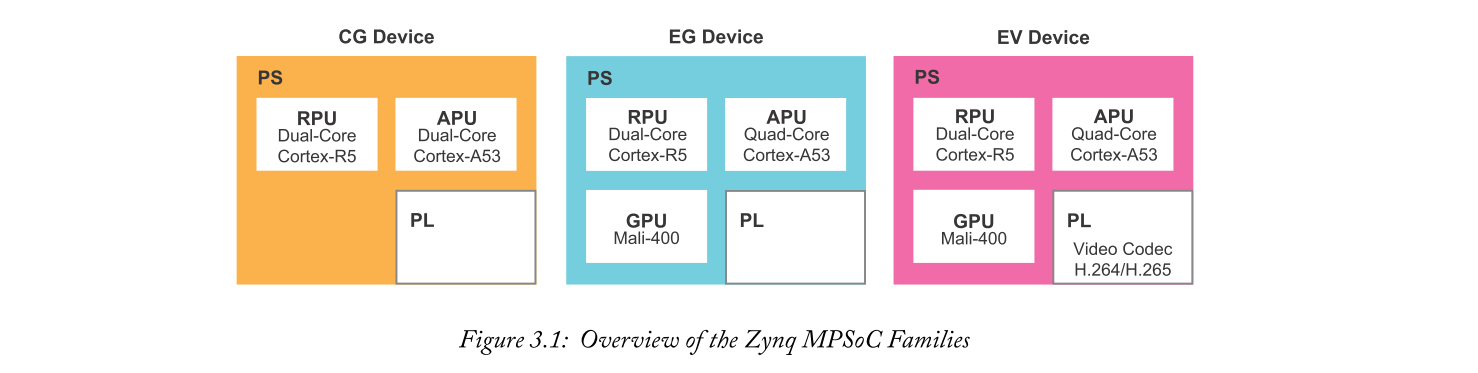 CG Device
PS
RPU
Dual-Core
Cortex-R5
APU
Dual-Core
Cortex-A53
PL
EG Device
PS
RPU
Dual-Core
Cortex-R5
APU
Quad-Core
Cortex-A53
GPU
Mali-400
PL
EV Device
PS
RPU
Dual-Core
Cortex-R5
APU
Quad-Core
Cortex-A53
GPU
Mali-400
PL
Video Codec
H.264/H.265
Figure 3.1: Overview of the Zynq MPSoC Families